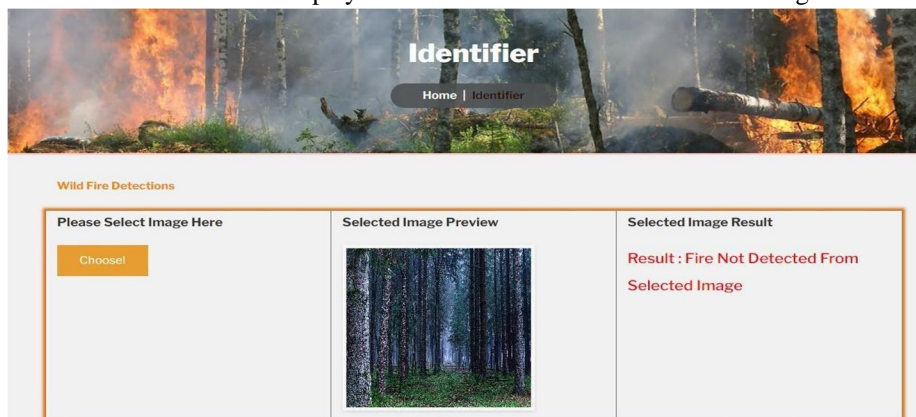 Identifier
Home | Identifier
Wild Fire Detections
Please Select Image Here
Choose!
Selected Image Preview
Selected Image Result
Result : Fire Not Detected From
Selected Image